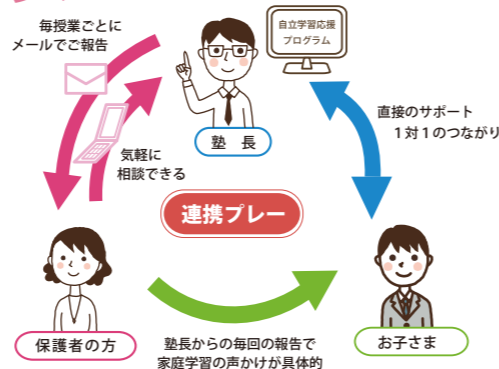 毎授業ごとに
メールでご報告
自立学習応援
プログラム
塾 長
直接のサポート
1対1のつながり
気軽に
相談できる
連携プレー
保護者の方
お子さま
塾長からの毎回の報告で
家庭学習の声かけが具体的